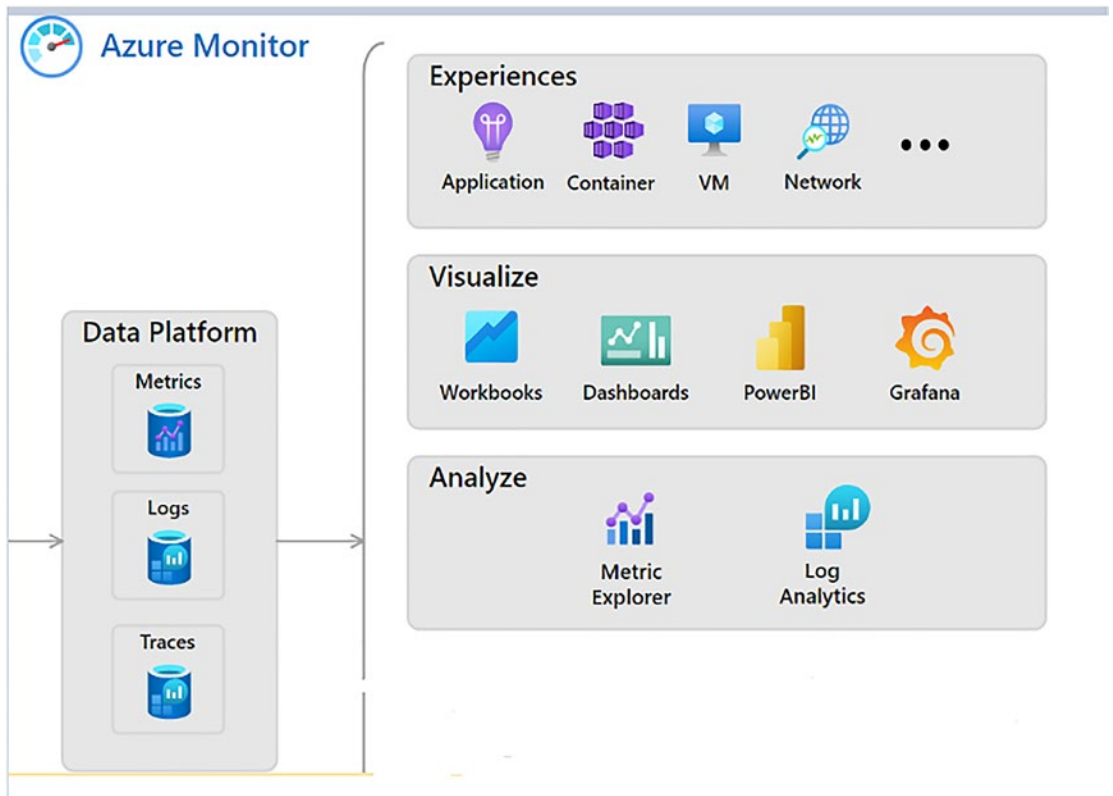 Azure Monitor
Experiences
Application
Container
VM
Network
Visualize
Workbooks
Dashboards
PowerBI
Grafana
Analyze
Metric
Explorer
Log
Analytics
Data Platform
Metrics
Logs
Traces